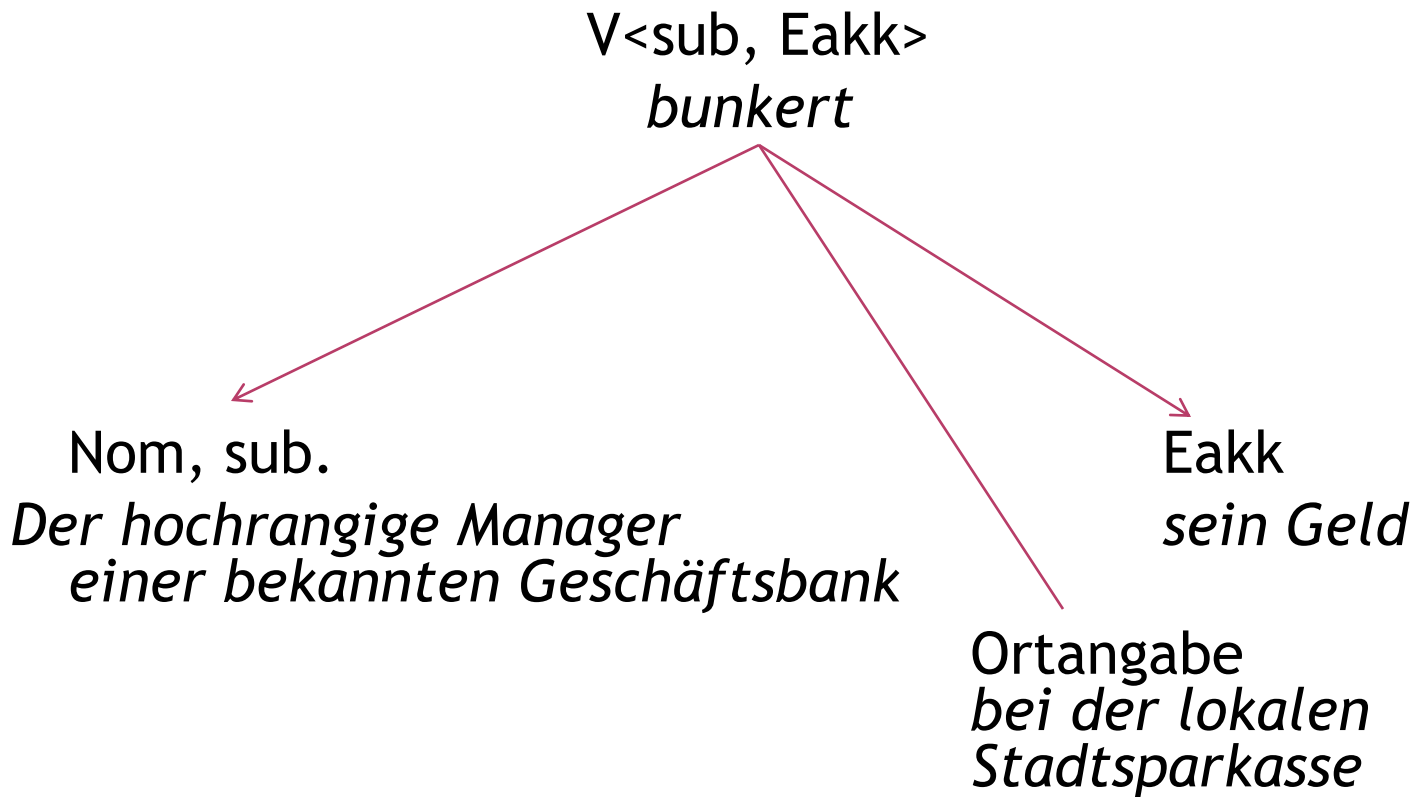 V<sub, Eakk>
bunkert
Nom, sub.
Der hochrangige Manager
einer bekannten Geschäftsbank
Eakk
sein Geld
Ortangabe
bei der lokalen
Stadtsparkasse